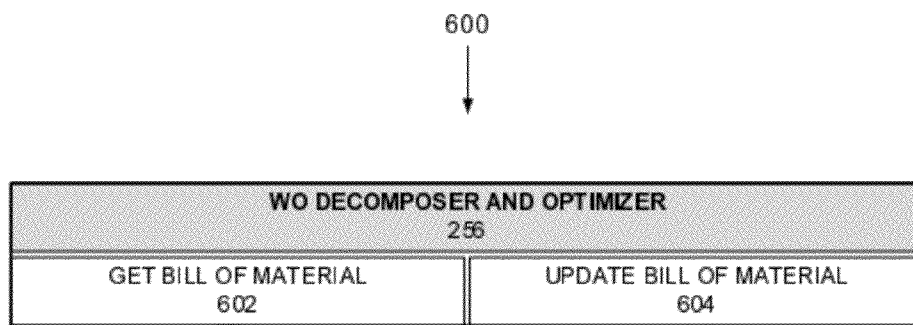 600
WO DECOMPOSER AND OPTIMIZER
256
GET BILL OF MATERIAL
602
UPDATE BILL OF MATERIAL
604